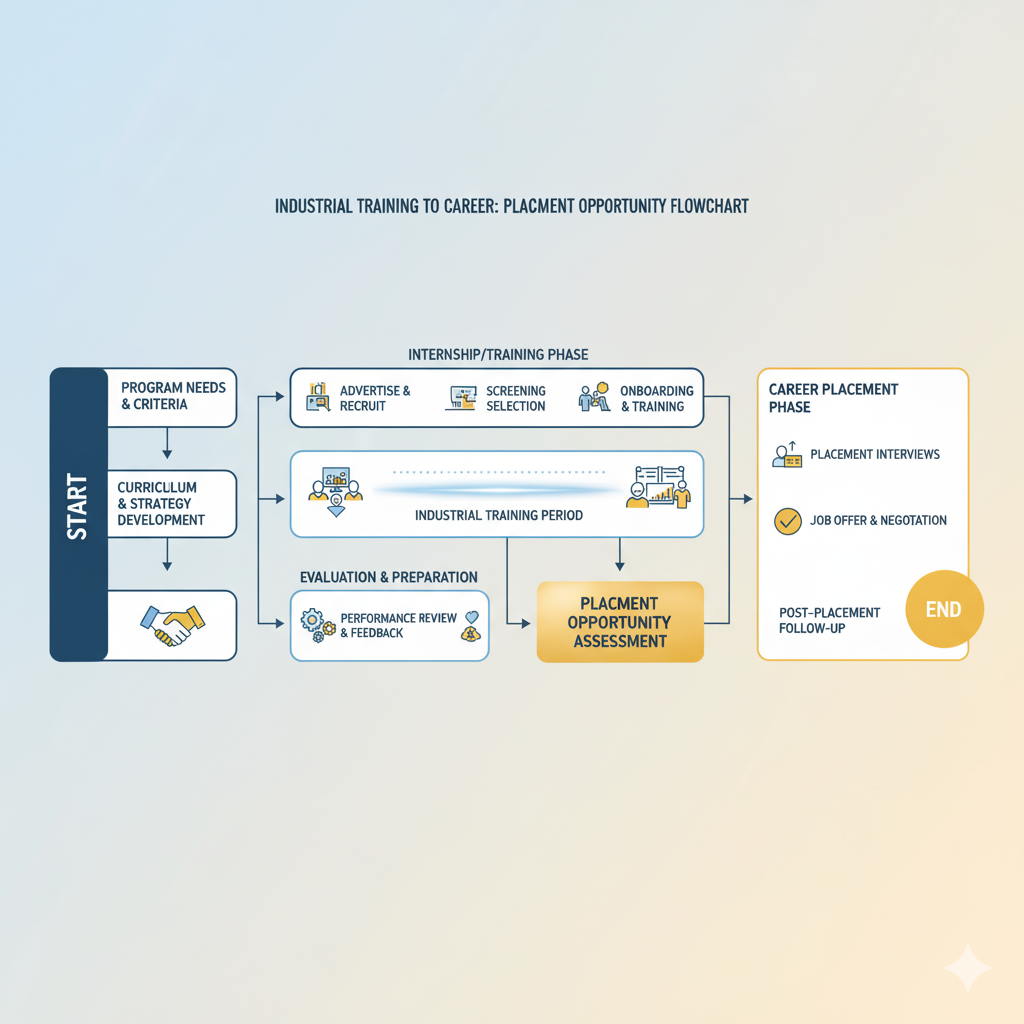 INDUSTRIAL TRAINING TO CAREER: PLACMENT OPPORTUNITY FLOWCHART
START
PROGRAM NEEDS
& CRITERIA
CURRICULUM
& STRATEGY
DEVELOPMENT
INTERNSHIP/TRAINING PHASE
ADVERTISE &
RECRUIT
SCREENING
SELECTION
ONBOARDING
& TRAINING
INDUSTRIAL TRAINING PERIOD
EVALUATION & PREPARATION
PERFORMANCE REVIEW
& FEEDBACK
PLACMENT
OPPORTUNITY
ASSESSMENT
CAREER PLACEMENT
PHASE
PLACEMENT INTERVIEWS
JOB OFFER & NEGOTATION
POST-PLACEMENT
FOLLOW-UP
END